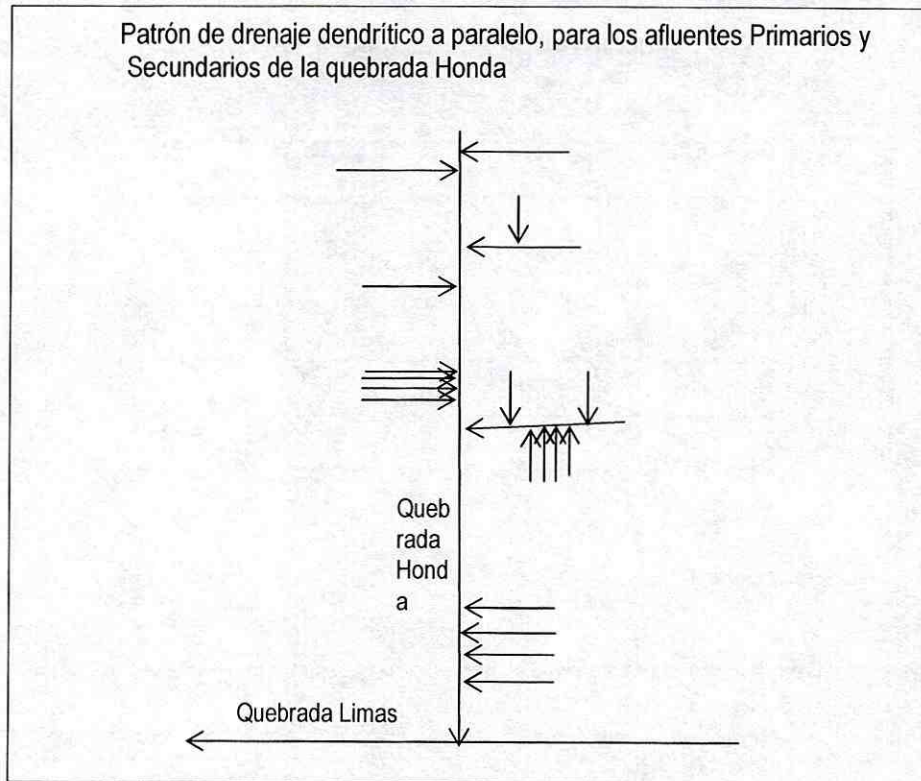 Patrón de drenaje dendrítico a paralelo, para los afluentes Primarios y
Secundarios de la quebrada Honda
Queb
rada
Hond
a
Quebrada Limas